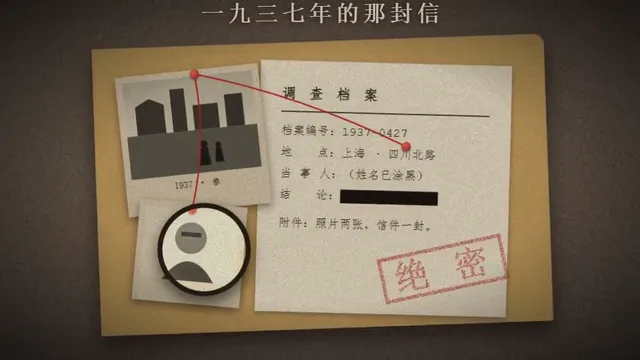 一九三七年的那封信
调查档案
档案编号：1937-0427
地　　点：上海 · 四川北路
当 事 人：（姓名已涂黑）
结　　论：
附件：照片两张，信件一封。
1937 · 春
绝密